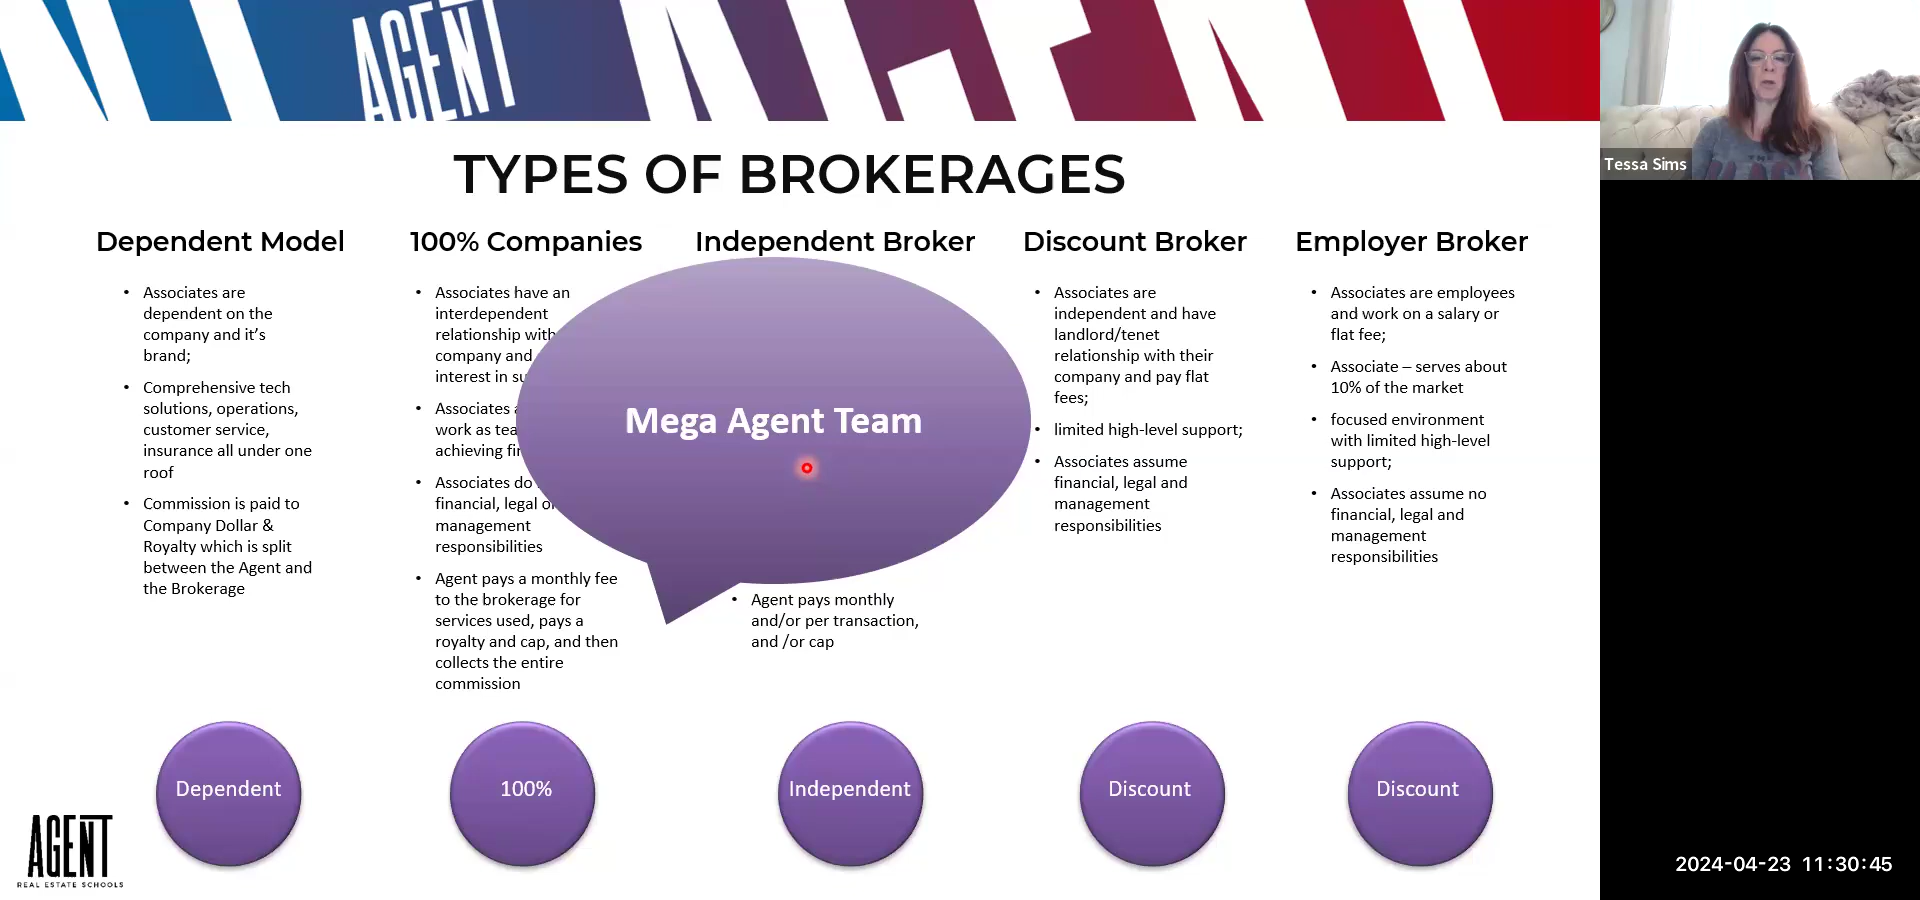 AGENT
Tessa Sims
TYPES OF BROKERAGES
Dependent Model
• Associates are
dependent on the
company and it’s
brand;
• Comprehensive tech
solutions, operations,
customer service,
insurance all under one
roof
• Commission is paid to
Company Dollar &
Royalty which is split
between the Agent and
the Brokerage
100% Companies
• Associates have an
interdependent
relationship with
company and
interest in
• Associates
work as
achieving
• Associates do
financial, legal
management
responsibilities
• Agent pays a monthly fee
to the brokerage for
services used, pays a
royalty and cap, and then
collects the entire
commission
Independent Broker
Mega Agent Team
• Agent pays monthly
and/or per transaction,
and /or cap
Discount Broker
• Associates are
independent and have
landlord/tenet
relationship with their
company and pay flat
fees;
• limited high-level support;
• Associates assume
financial, legal and
management
responsibilities
Employer Broker
• Associates are employees
and work on a salary or
flat fee;
• Associate – serves about
10% of the market
• focused environment
with limited high-level
support;
• Associates assume no
financial, legal and
management
responsibilities
Dependent
100%
Independent
Discount
Discount
AGENT
REAL ESTATE SCHOOLS
2024-04-23 11:30:45